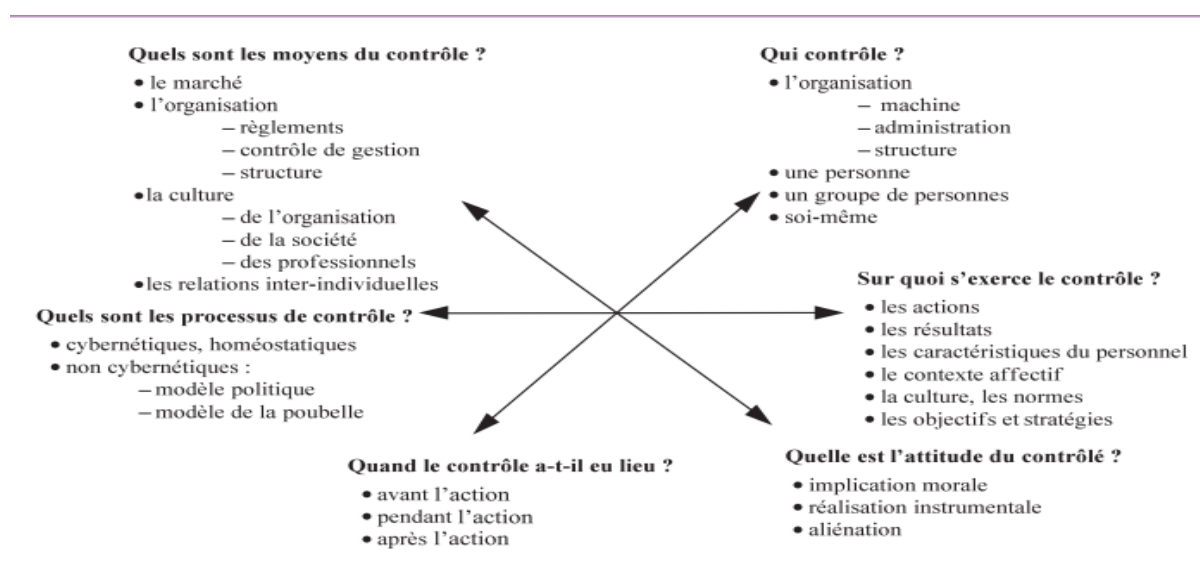 Quels sont les moyens du contrôle ?
• le marché
• l'organisation
– règlements
– contrôle de gestion
– structure
• la culture
– de l'organisation
– de la société
– des professionnels
• les relations inter-individuelles
Qui contrôle ?
• l'organisation
– machine
– administration
– structure
• une personne
• un groupe de personnes
• soi-même
Quels sont les processus de contrôle ?
• cybernétiques, homéostatiques
• non cybernétiques :
– modèle politique
– modèle de la poubelle
Sur quoi s'exerce le contrôle ?
• les actions
• les résultats
• les caractéristiques du personnel
• le contexte affectif
• la culture, les normes
• les objectifs et stratégies
Quand le contrôle a-t-il eu lieu ?
• avant l'action
• pendant l'action
• après l'action
Quelle est l'attitude du contrôlé ?
• implication morale
• réalisation instrumentale
• aliénation